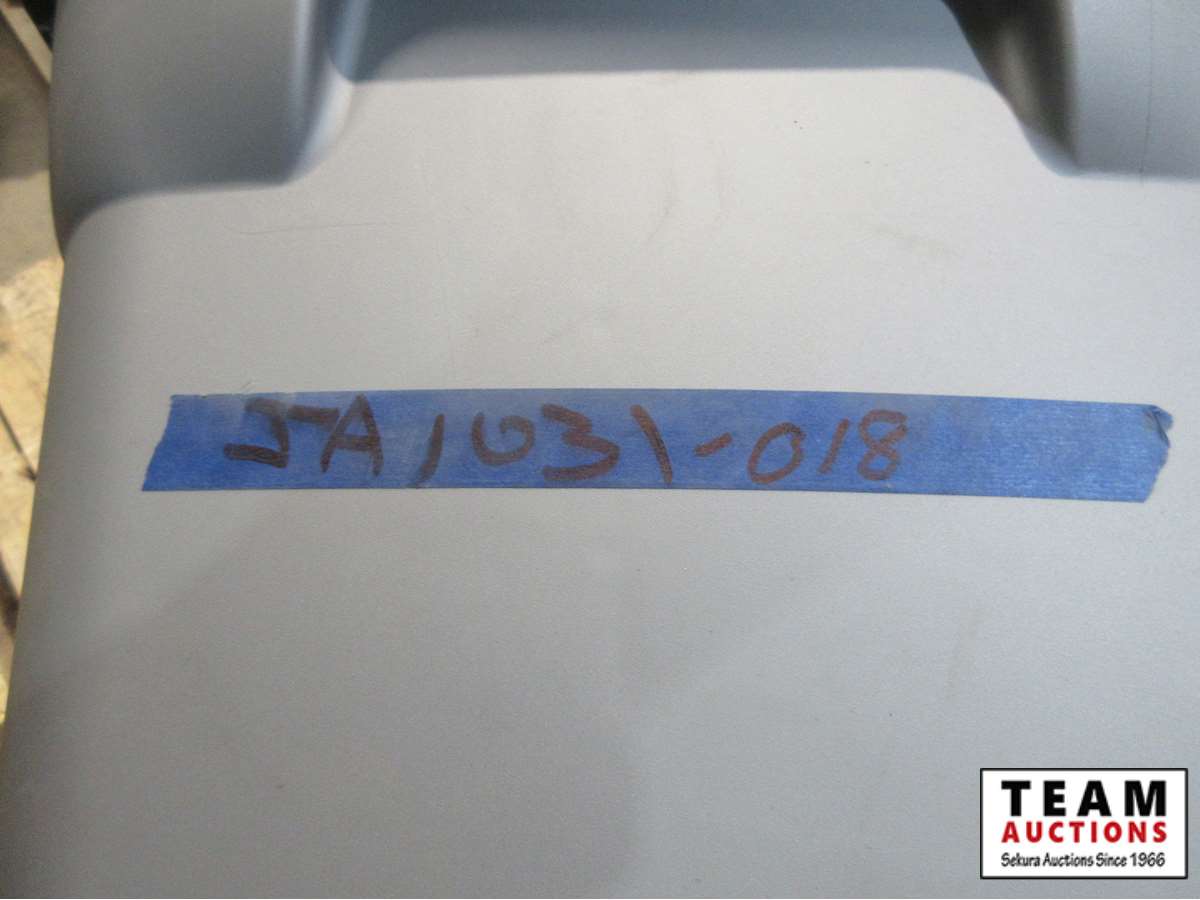 JA1031-018
TEAM
AUCTIONS
Sekura Auctions Since 1966